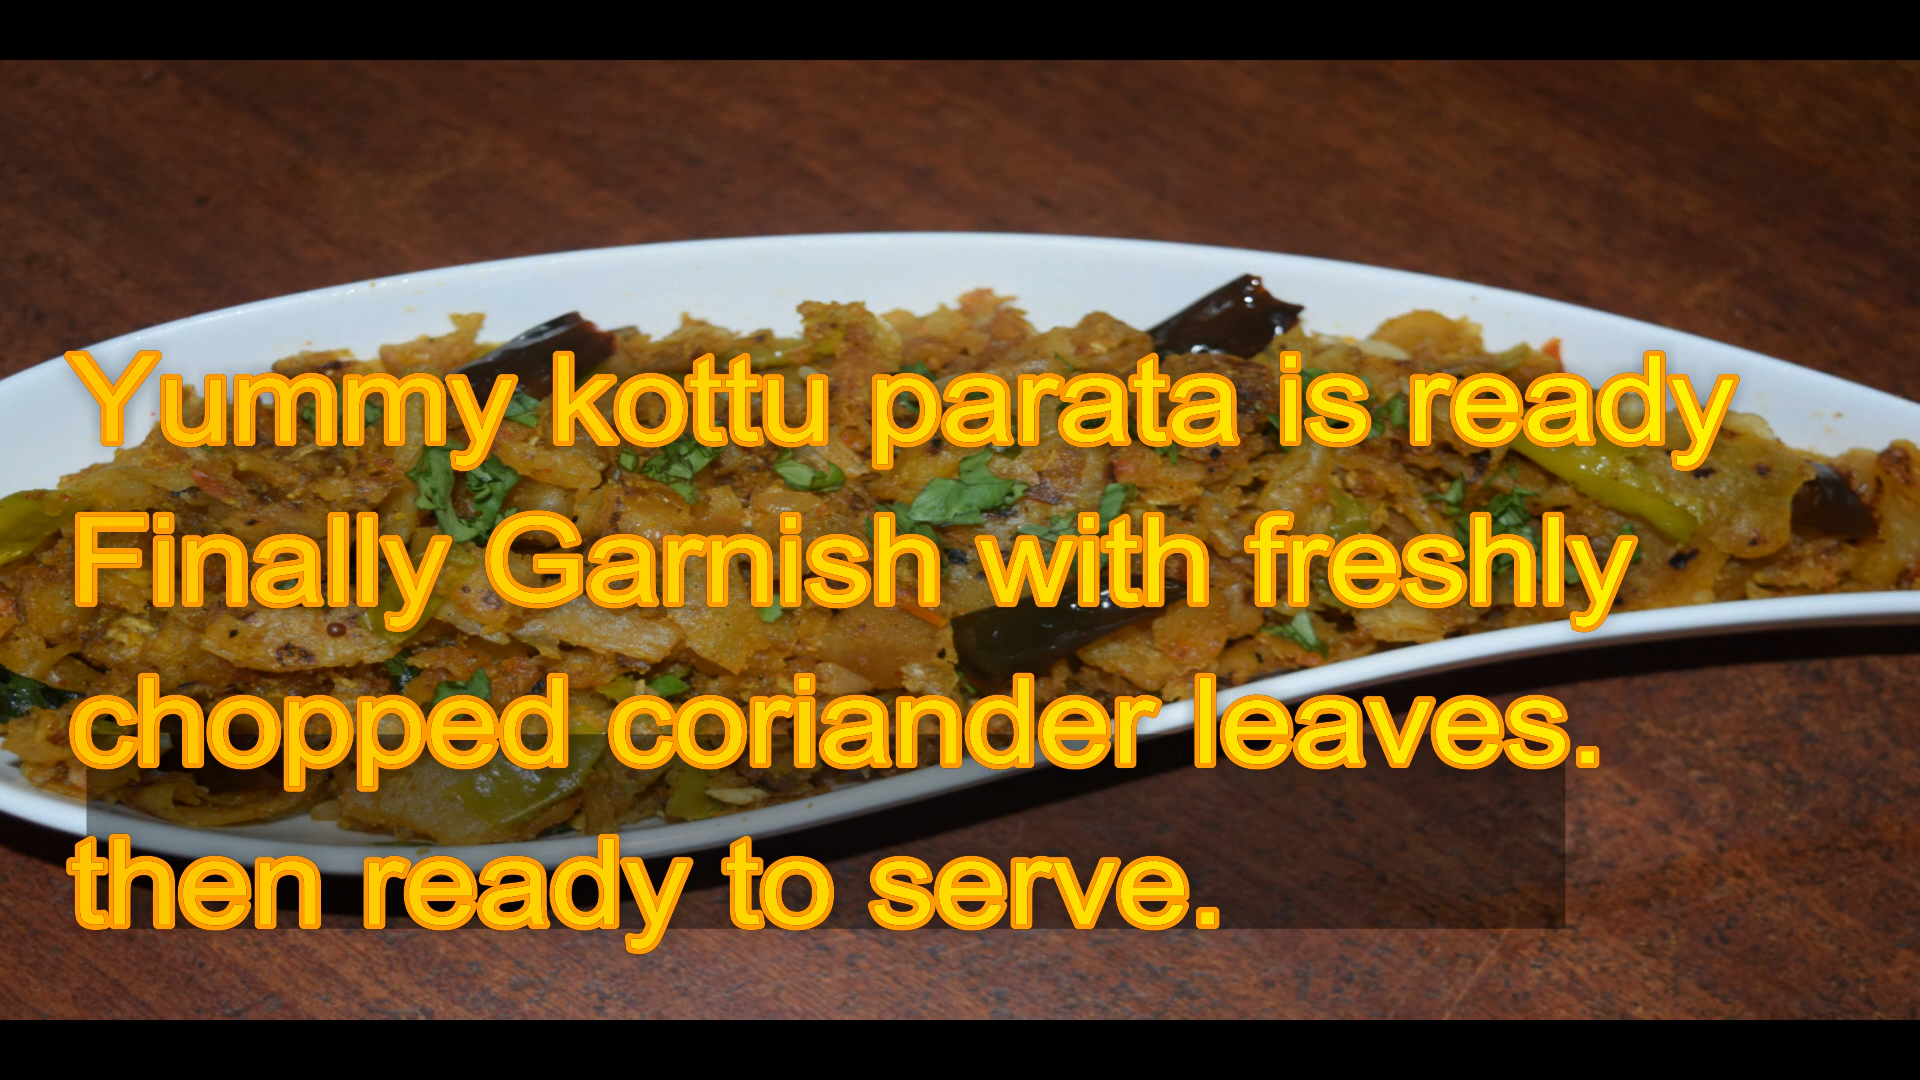 Yummy kottu parata is ready
Finally Garnish with freshly
chopped coriander leaves.
then ready to serve.